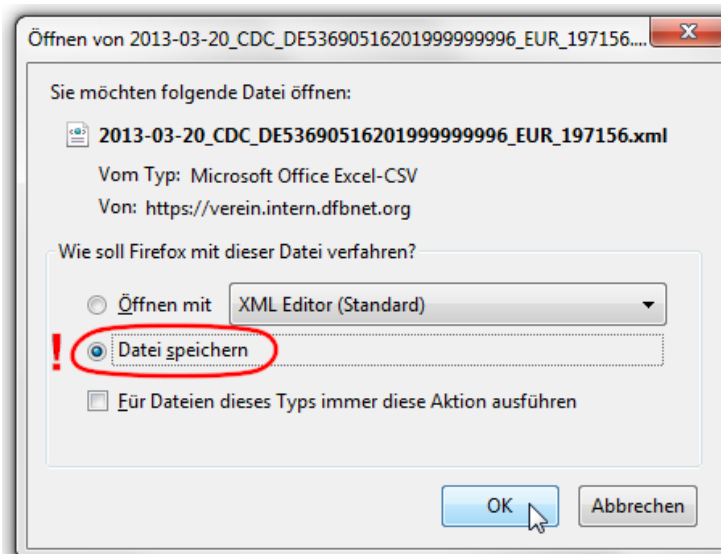 Öffnen von 2013-03-20_CDC_DE53690516201999999996_EUR_197156....
Sie möchten folgende Datei öffnen:
2013-03-20_CDC_DE53690516201999999996_EUR_197156.xml
Vom Typ: Microsoft Office Excel-CSV
Von: https://verein.intern.dfbnet.org
Wie soll Firefox mit dieser Datei verfahren?
Öffnen mit XML Editor (Standard)
! Datei speichern
Für Dateien dieses Typs immer diese Aktion ausführen
OK Abbrechen